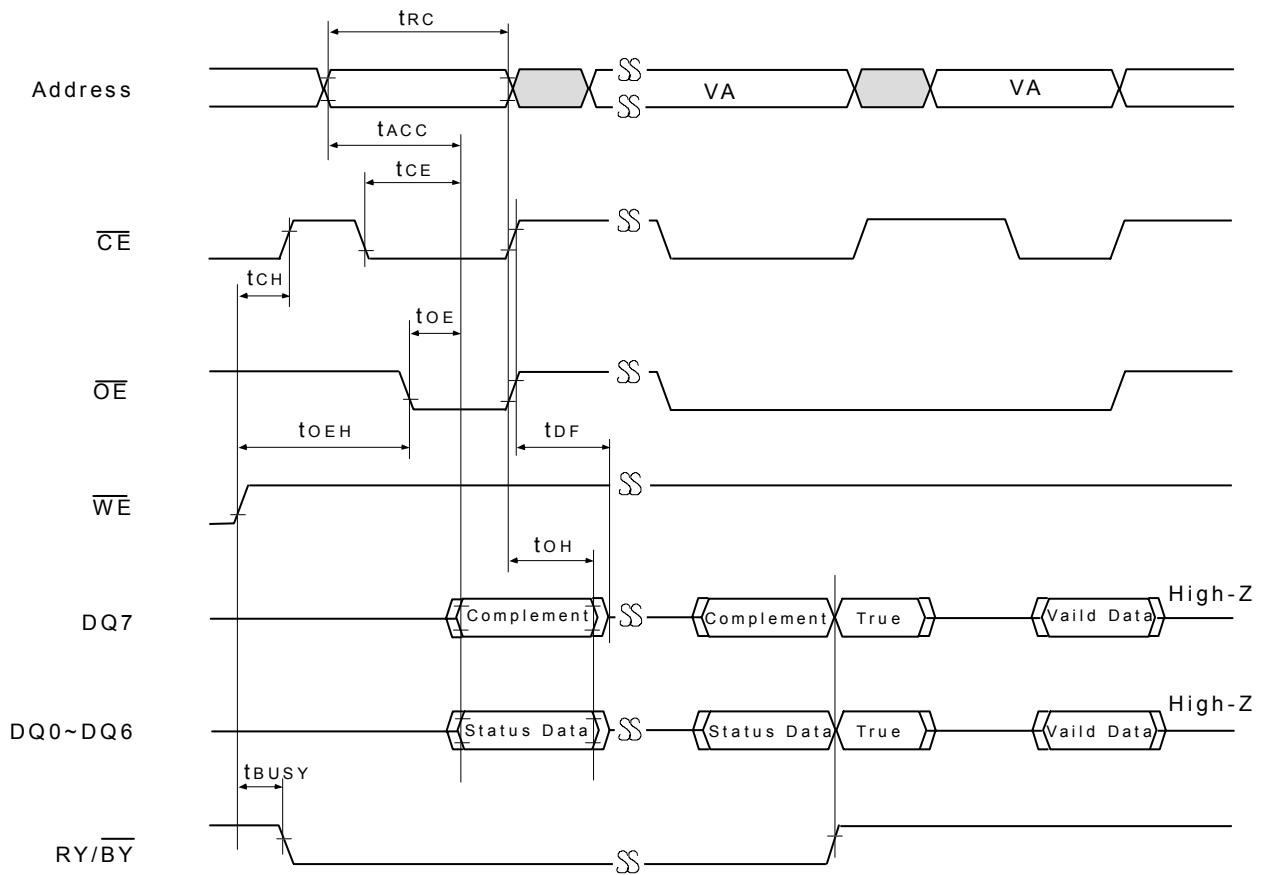 tRC
Address
VA
VA
tACC
tCE
CE
tCH
tOE
OE
tOEH
tDF
WE
tOH
DQ7
Complement
Complement
True
Vaild Data
High-Z
DQ0~DQ6
Status Data
Status Data
True
Vaild Data
High-Z
tBUSY
RY/BY